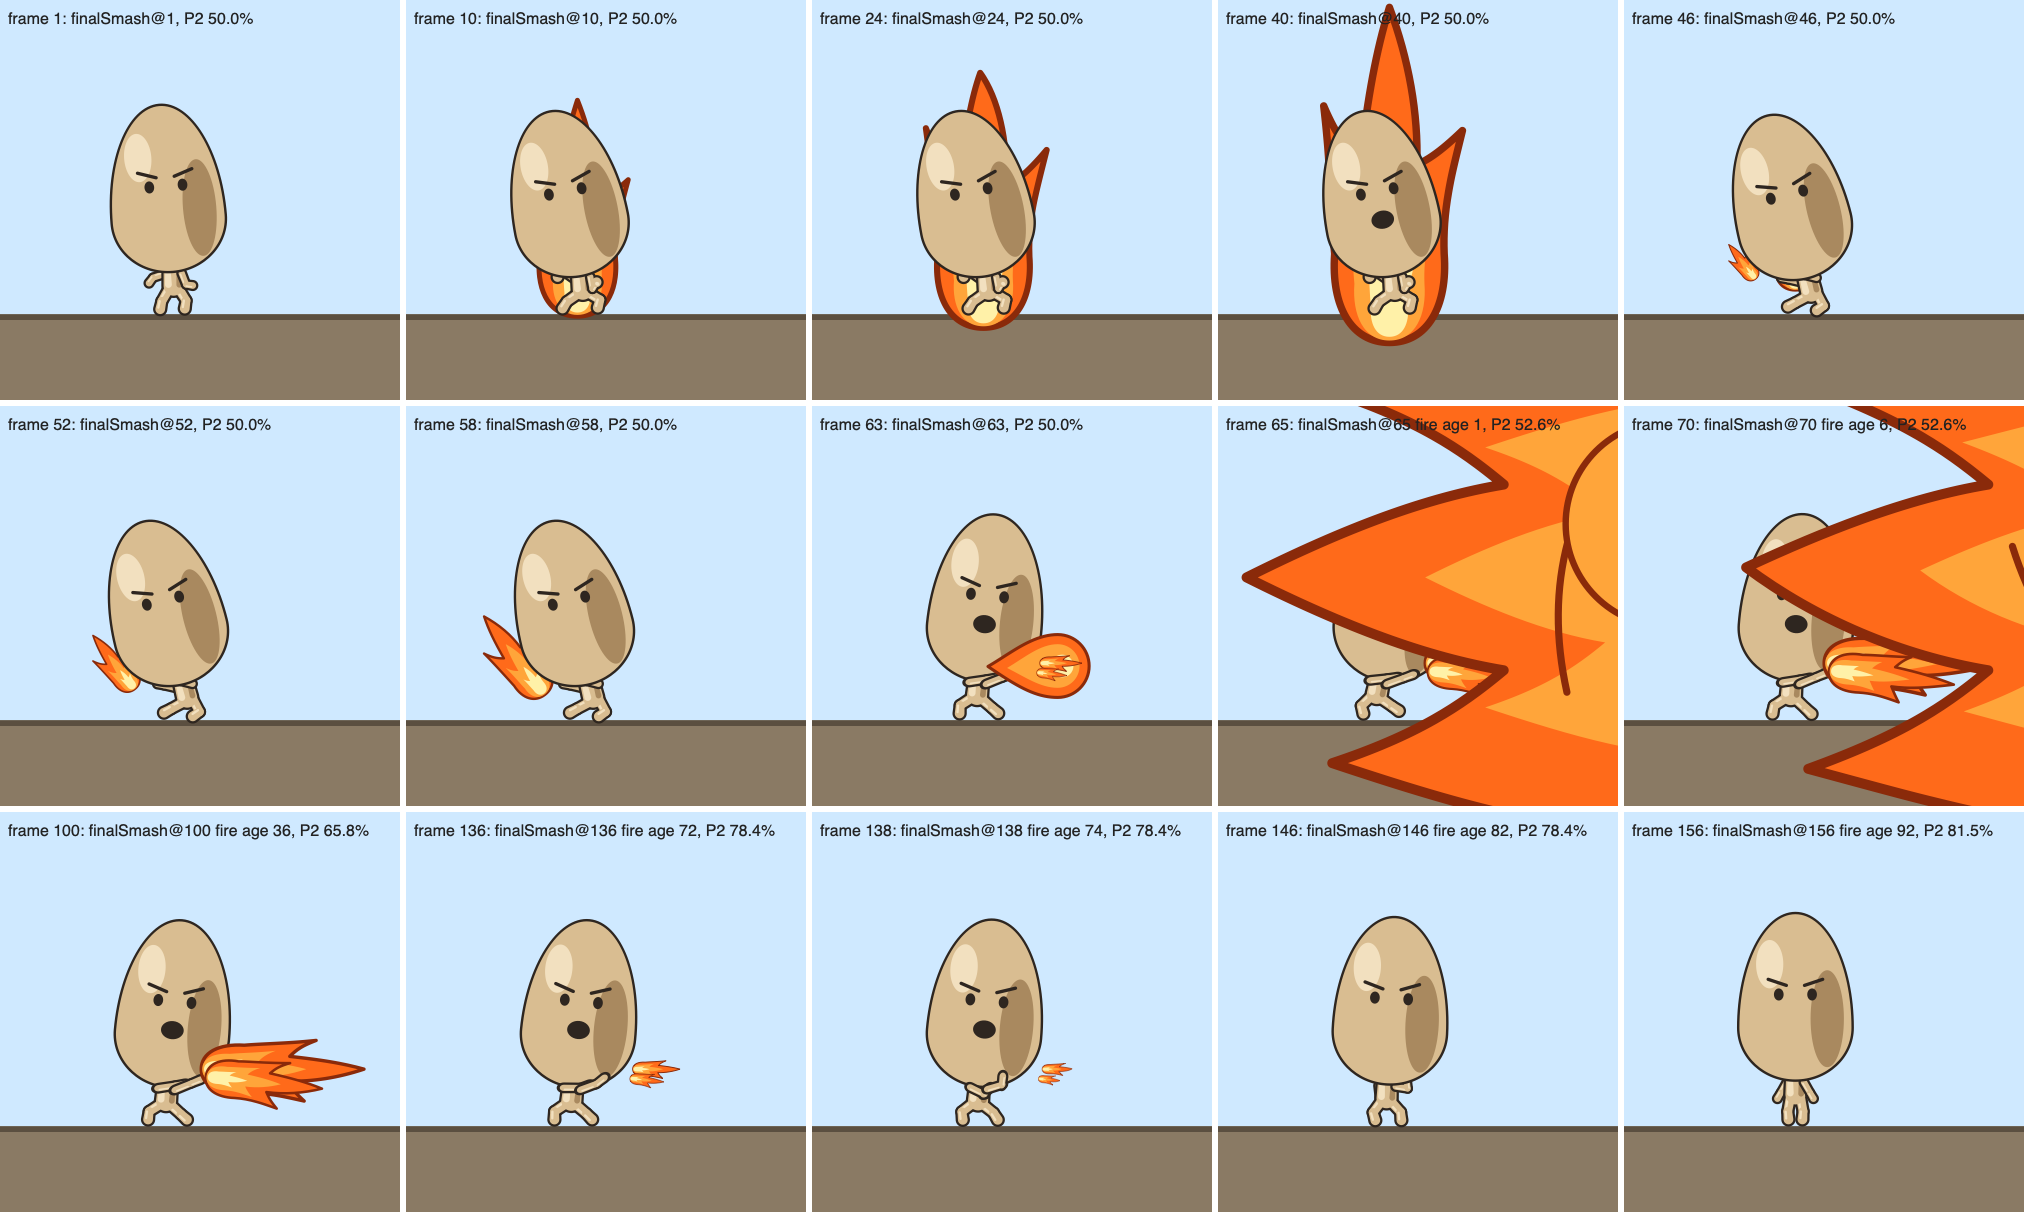 frame 1: finalSmash@1, P2 50.0%
frame 10: finalSmash@10, P2 50.0%
frame 24: finalSmash@24, P2 50.0%
frame 40: finalSmash@40, P2 50.0%
frame 46: finalSmash@46, P2 50.0%
frame 52: finalSmash@52, P2 50.0%
frame 58: finalSmash@58, P2 50.0%
frame 63: finalSmash@63, P2 50.0%
frame 65: finalSmash@65 fire age 1, P2 52.6%
frame 70: finalSmash@70 fire age 6, P2 52.6%
frame 100: finalSmash@100 fire age 36, P2 65.8%
frame 136: finalSmash@136 fire age 72, P2 78.4%
frame 138: finalSmash@138 fire age 74, P2 78.4%
frame 146: finalSmash@146 fire age 82, P2 78.4%
frame 156: finalSmash@156 fire age 92, P2 81.5%